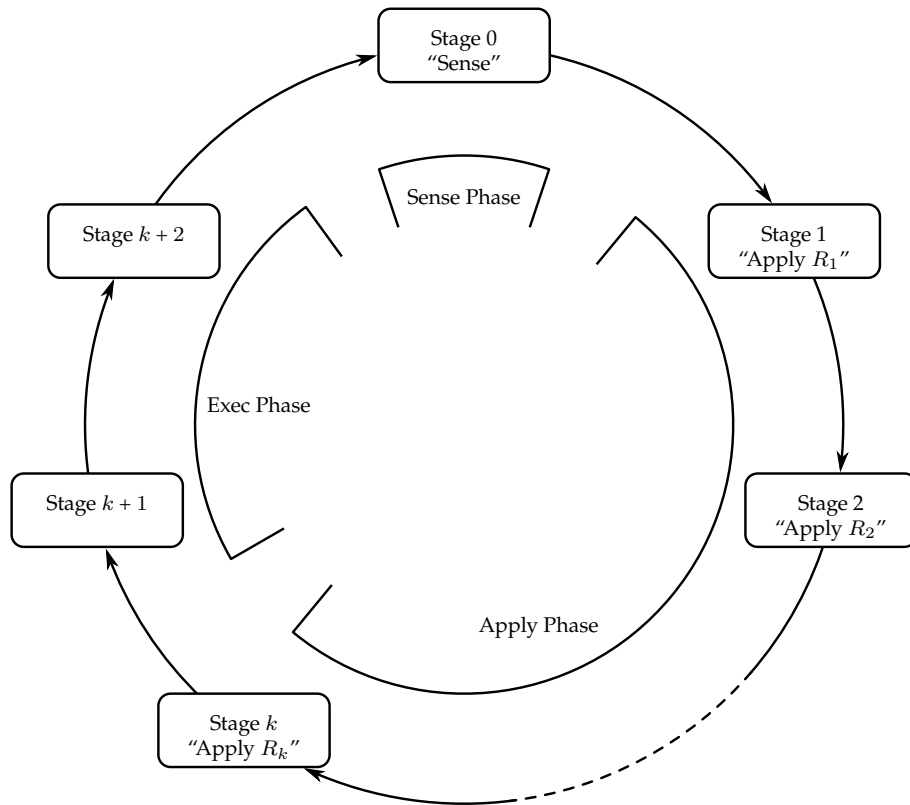 Stage 0
“Sense”
Sense Phase
Stage k + 2
Stage 1
“Apply R₁”
Exec Phase
Stage k + 1
Stage 2
“Apply R₂”
Apply Phase
Stage k
“Apply Rₖ”